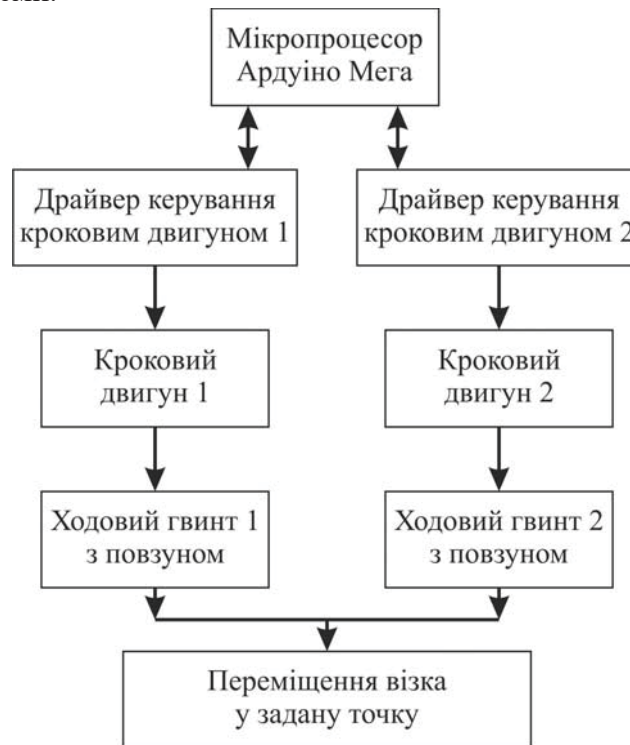 Мікропроцесор
Ардуіно Мега
Драйвер керування
кроковим двигуном 1
Драйвер керування
кроковим двигуном 2
Кроковий
двигун 1
Кроковий
двигун 2
Ходовий гвинт 1
з повзуном
Ходовий гвинт 2
з повзуном
Переміщення візка
у задану точку